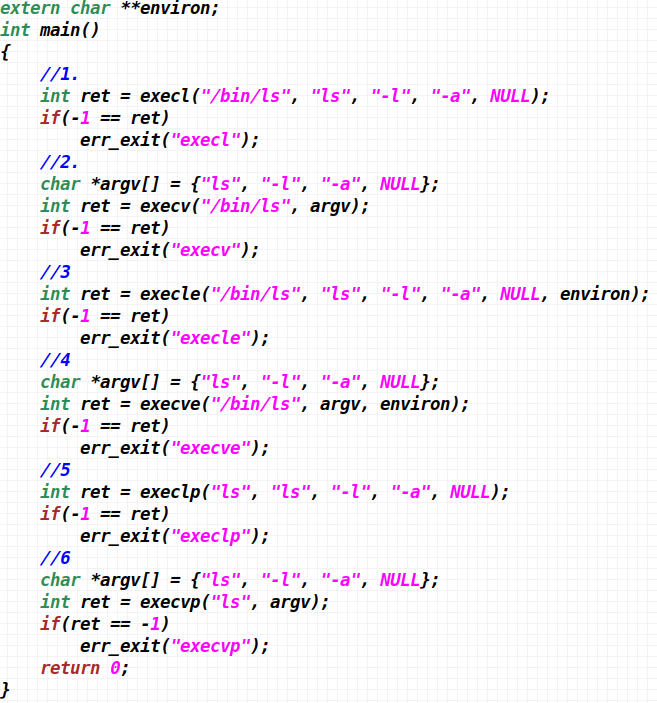 extern char **environ;
int main()
{
    //1.
    int ret = execl("/bin/ls", "ls", "-l", "-a", NULL);
    if(-1 == ret)
        err_exit("execl");
    //2.
    char *argv[] = {"ls", "-l", "-a", NULL};
    int ret = execv("/bin/ls", argv);
    if(-1 == ret)
        err_exit("execv");
    //3
    int ret = execle("/bin/ls", "ls", "-l", "-a", NULL, environ);
    if(-1 == ret)
        err_exit("execle");
    //4
    char *argv[] = {"ls", "-l", "-a", NULL};
    int ret = execve("/bin/ls", argv, environ);
    if(-1 == ret)
        err_exit("execve");
    //5
    int ret = execlp("ls", "ls", "-l", "-a", NULL);
    if(-1 == ret)
        err_exit("execlp");
    //6
    char *argv[] = {"ls", "-l", "-a", NULL};
    int ret = execvp("ls", argv);
    if(ret == -1)
        err_exit("execvp");
    return 0;
}